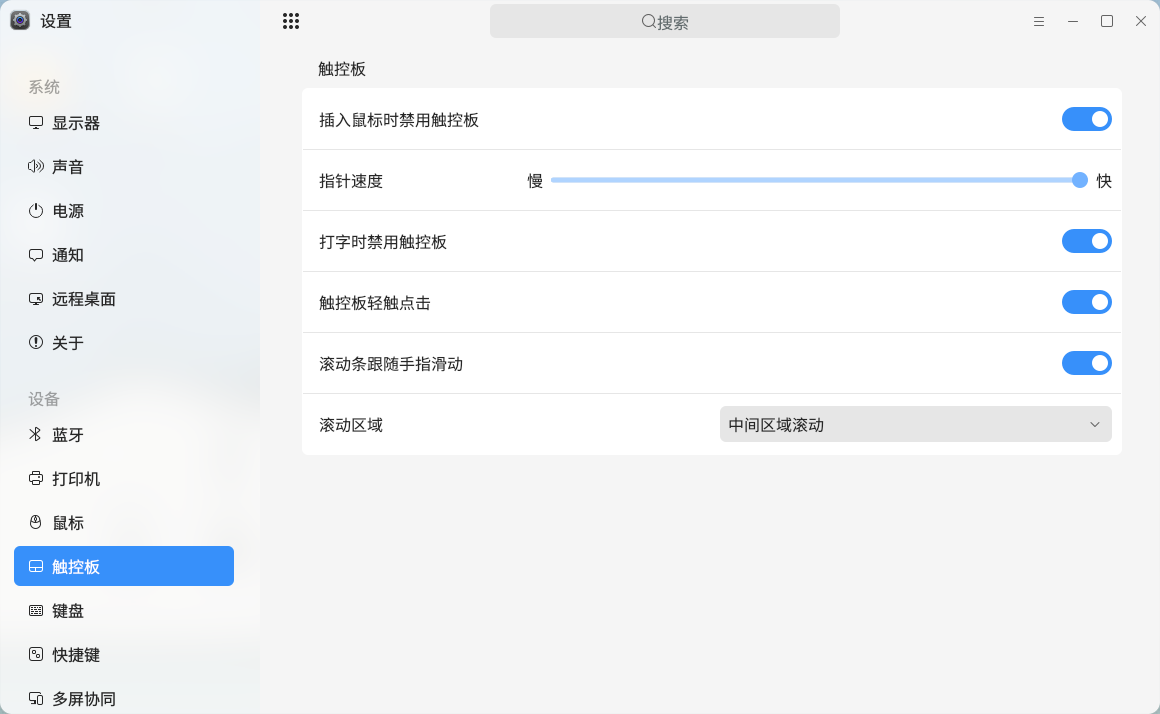 设置
搜索
系统
显示器
声音
电源
通知
远程桌面
关于
设备
蓝牙
打印机
鼠标
触控板
键盘
快捷键
多屏协同
触控板
插入鼠标时禁用触控板
指针速度 慢 快
打字时禁用触控板
触控板轻触点击
滚动条跟随手指滑动
滚动区域 中间区域滚动